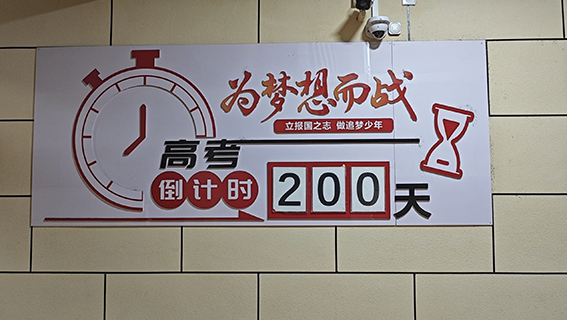 为梦想而战
立报国之志 做追梦少年
高考
倒计时 200天